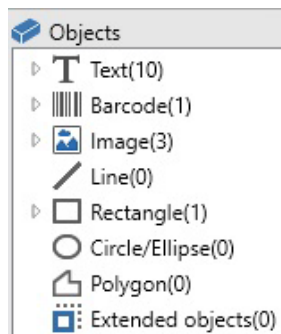 Objects
Text(10)
Barcode(1)
Image(3)
Line(0)
Rectangle(1)
Circle/Ellipse(0)
Polygon(0)
Extended objects(0)